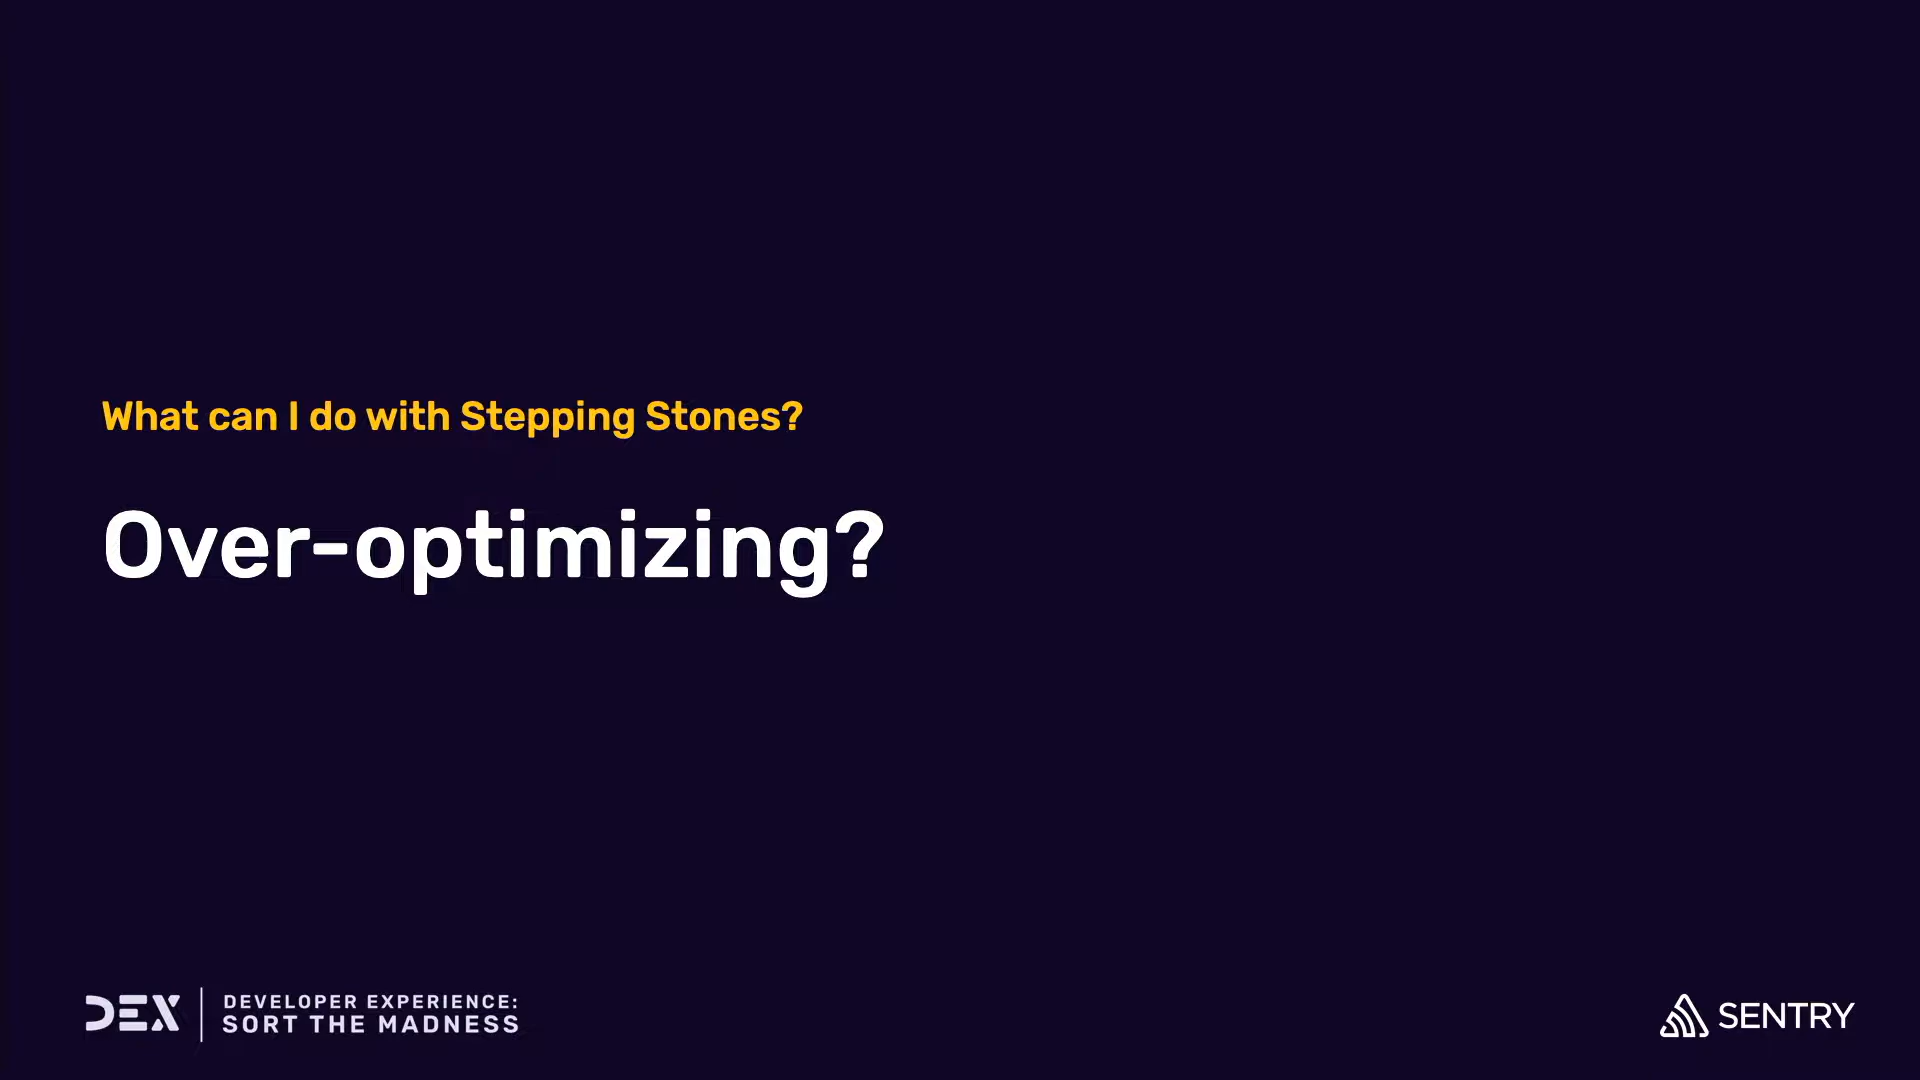 What can I do with Stepping Stones?
Over-optimizing?
DEX
DEVELOPER EXPERIENCE:
SORT THE MADNESS
SENTRY